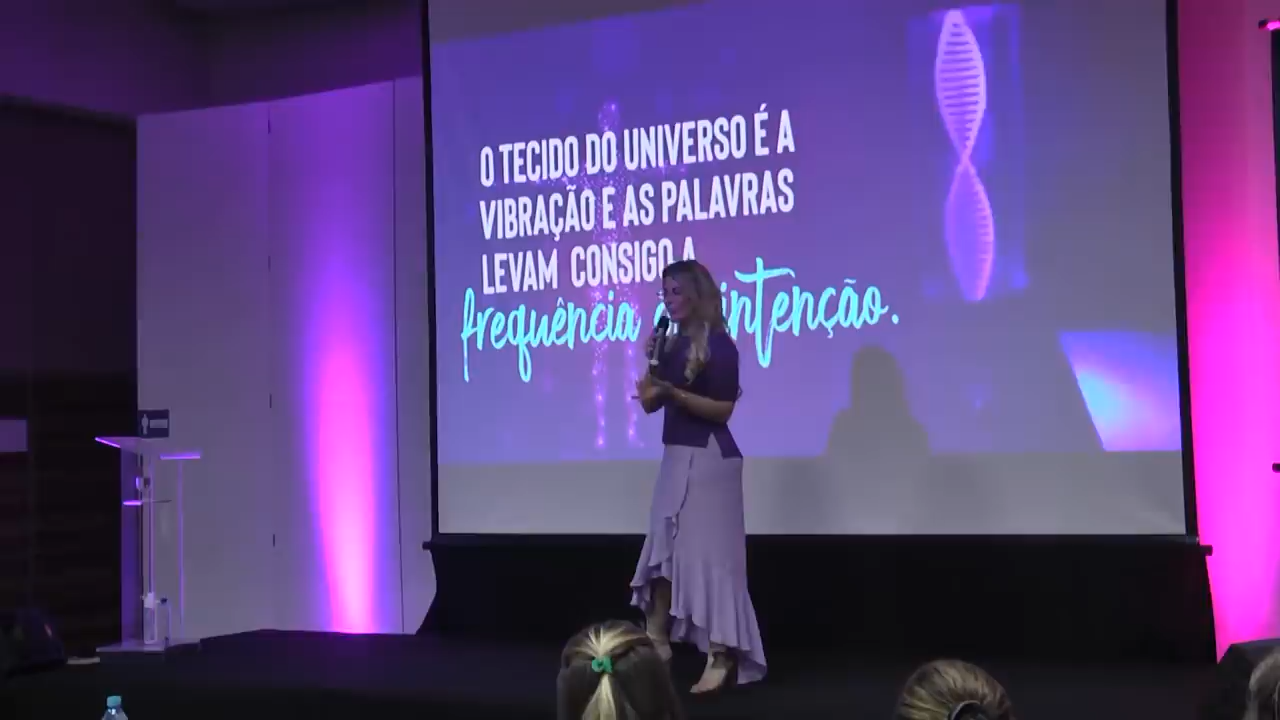 O TECIDO DO UNIVERSO É A
VIBRAÇÃO E AS PALAVRAS
LEVAM CONSIGO A
frequência intenção.